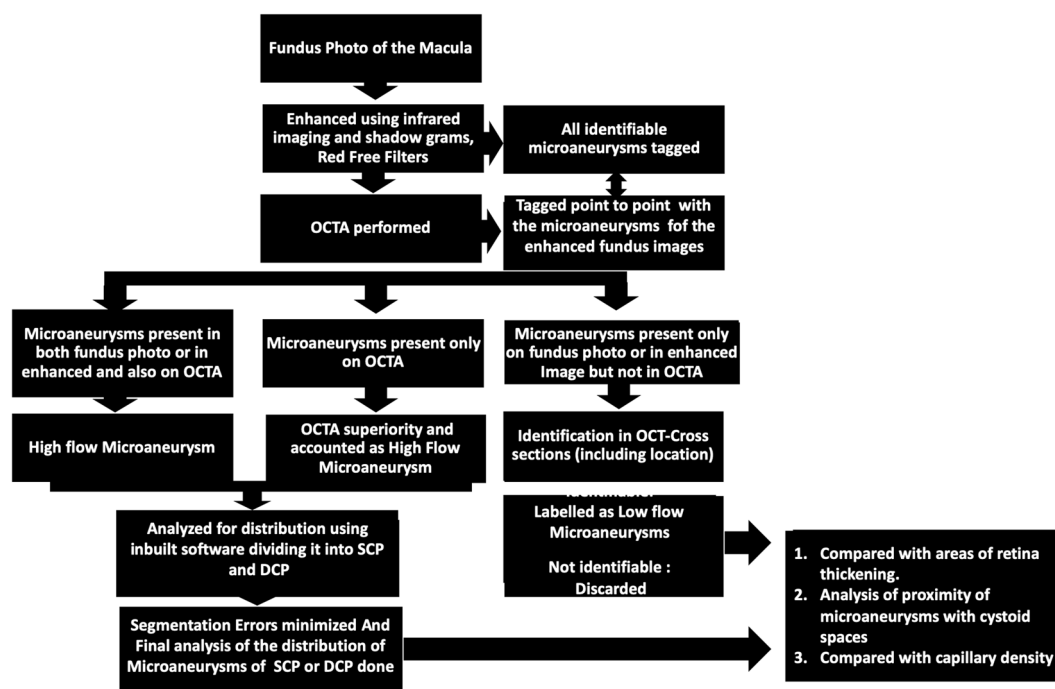 Fundus Photo of the Macula
Enhanced using infrared
imaging and shadow grams,
Red Free Filters
All identifiable
microaneurysms tagged
OCTA performed
Tagged point to point with
the microaneurysms fof the
enhanced fundus images
Microaneurysms present in
both fundus photo or in
enhanced and also on OCTA
Microaneurysms present only
on OCTA
Microaneurysms present only
on fundus photo or in enhanced
Image but not in OCTA
High flow Microaneurysm
OCTA superiority and
accounted as High Flow
Microaneurysm
Identification in OCT-Cross
sections (including location)
Analyzed for distribution using
inbuilt software dividing it into SCP
and DCP
Identifiable:
Labelled as Low flow
Microaneurysms
Not identifiable :
Discarded
Segmentation Errors minimized And
Final analysis of the distribution of
Microaneurysms of SCP or DCP done
1. Compared with areas of retina
thickening.
2. Analysis of proximity of
microaneurysms with cystoid
spaces
3. Compared with capillary density